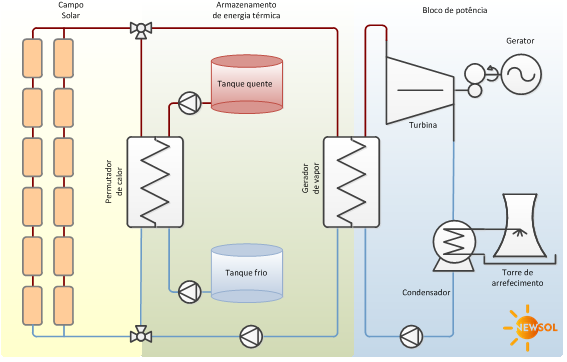 Campo
Solar
Armazenamento
de energia térmica
Bloco de potência
Gerator
Tanque quente
Turbina
Permutador
de calor
Gerador
de vapor
Tanque frio
Condensador
Torre de
arrefecimento
NEWSOL